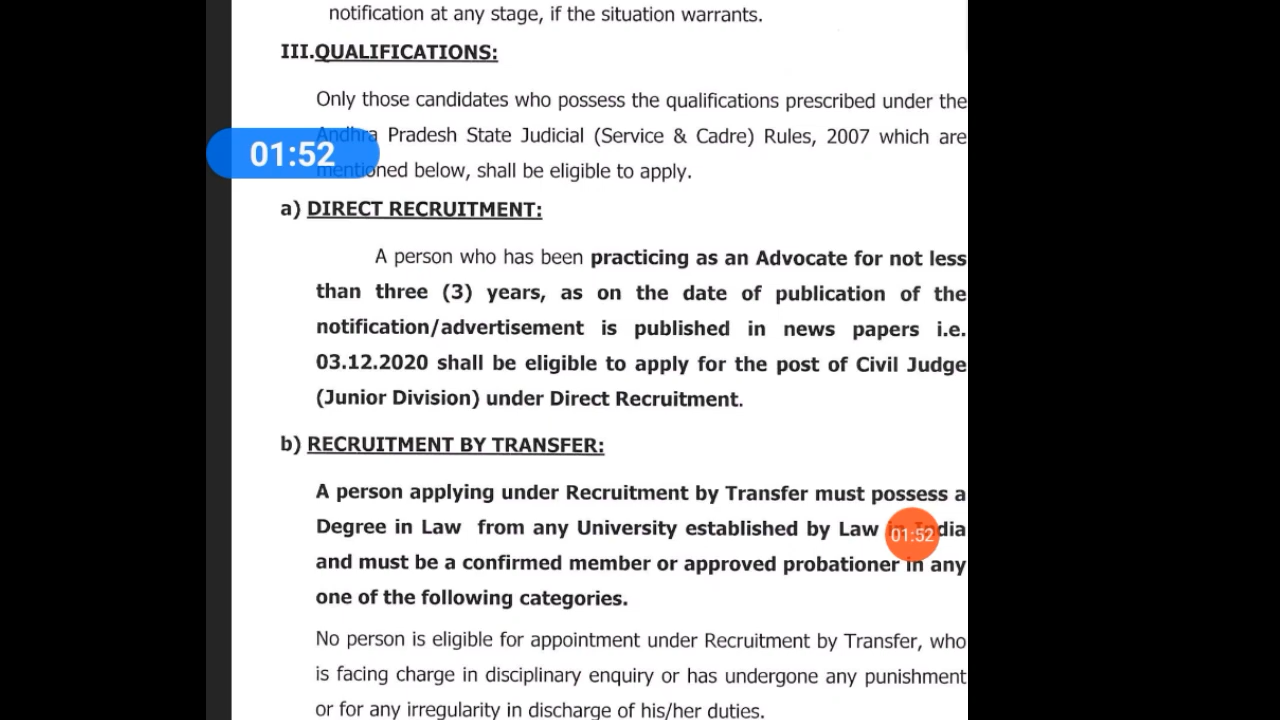 notification at any stage, if the situation warrants.
III.QUALIFICATIONS:
Only those candidates who possess the qualifications prescribed under the
Andhra Pradesh State Judicial (Service & Cadre) Rules, 2007 which are
01:52
mentioned below, shall be eligible to apply.
a) DIRECT RECRUITMENT:
A person who has been practicing as an Advocate for not less
than three (3) years, as on the date of publication of the
notification/advertisement is published in news papers i.e.
03.12.2020 shall be eligible to apply for the post of Civil Judge
(Junior Division) under Direct Recruitment.
b) RECRUITMENT BY TRANSFER:
A person applying under Recruitment by Transfer must possess a
Degree in Law from any University established by Law in India
01:52
and must be a confirmed member or approved probationer in any
one of the following categories.
No person is eligible for appointment under Recruitment by Transfer, who
is facing charge in disciplinary enquiry or has undergone any punishment
or for any irregularity in discharge of his/her duties.